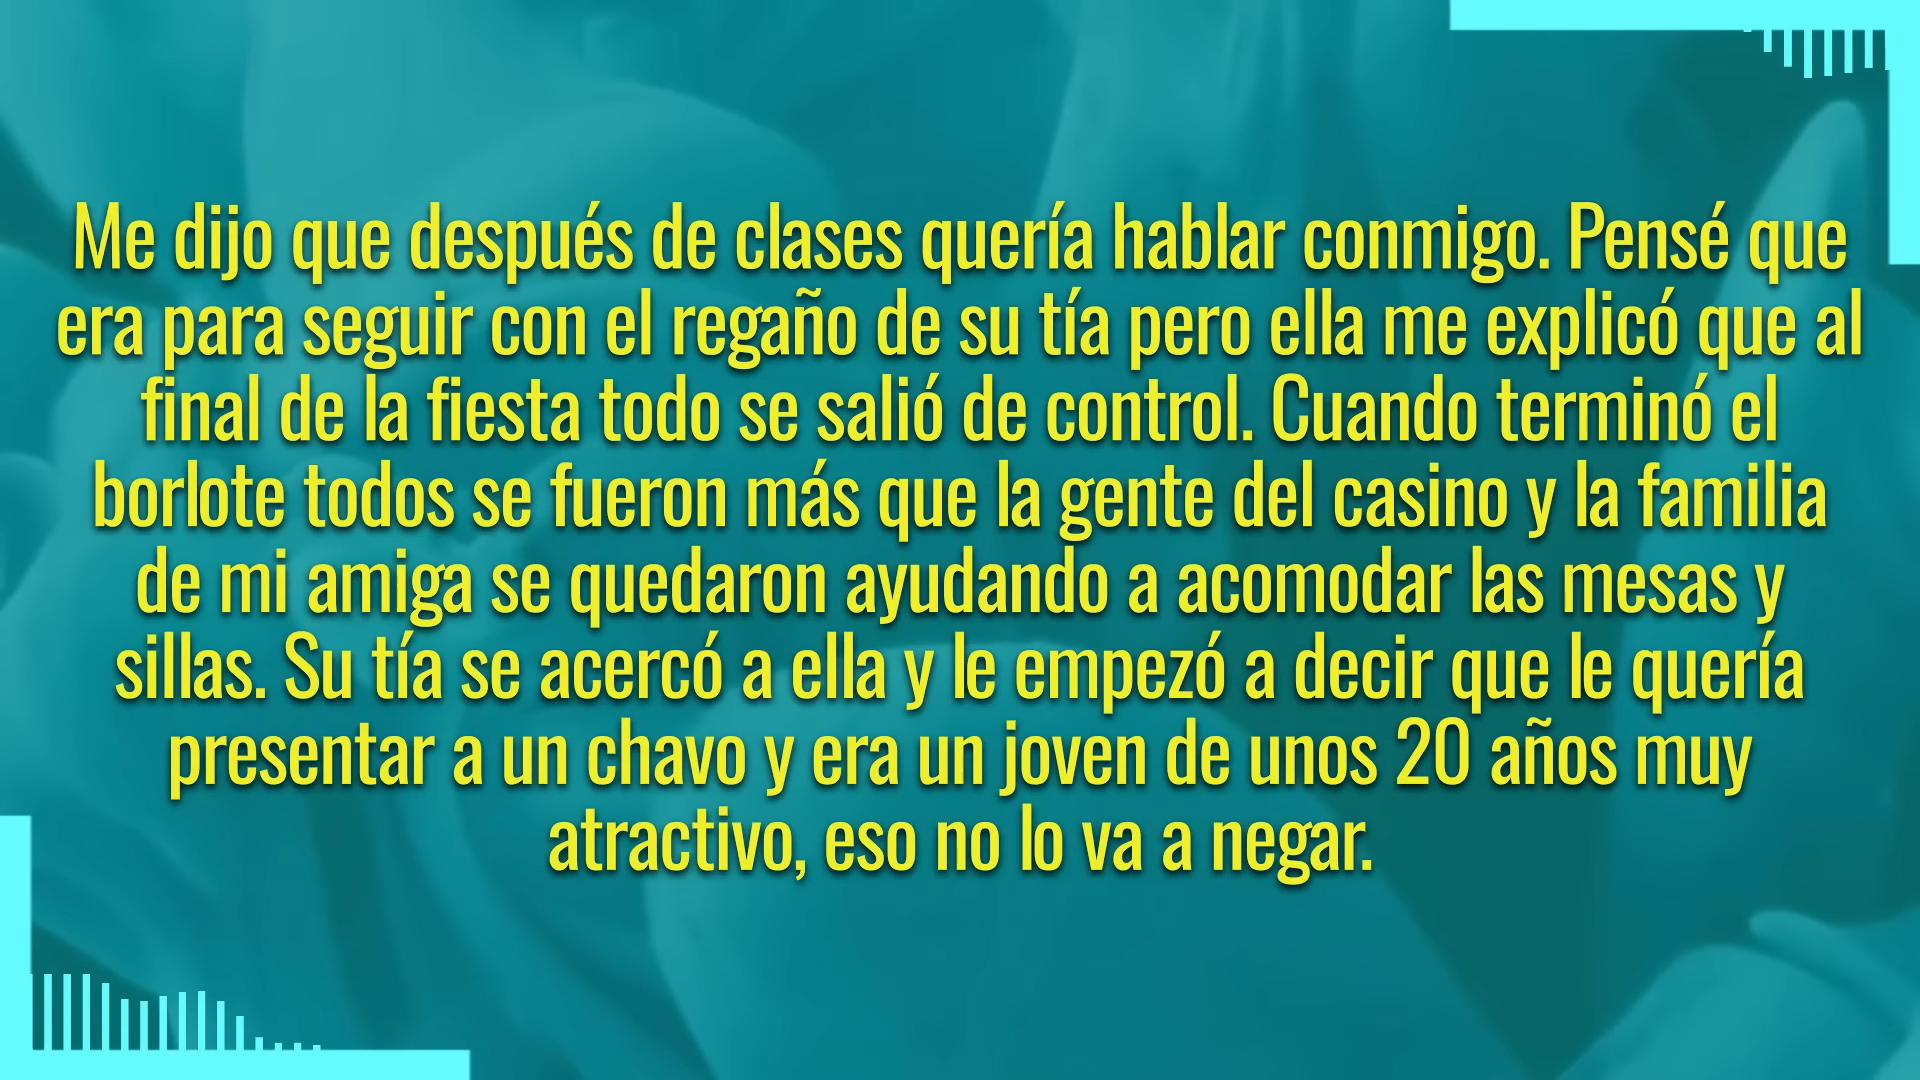 Me dijo que después de clases quería hablar conmigo. Pensé que
era para seguir con el regaño de su tía pero ella me explicó que al
final de la fiesta todo se salió de control. Cuando terminó el
borlote todos se fueron más que la gente del casino y la familia
de mi amiga se quedaron ayudando a acomodar las mesas y
sillas. Su tía se acercó a ella y le empezó a decir que le quería
presentar a un chavo y era un joven de unos 20 años muy
atractivo, eso no lo va a negar.